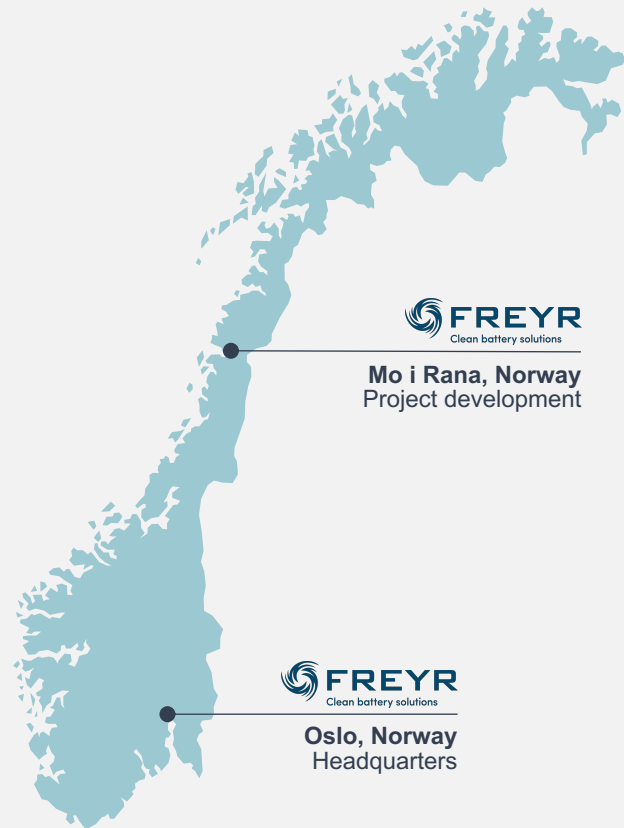 FREYR
Clean battery solutions
Mo i Rana, Norway
Project development
FREYR
Clean battery solutions
Oslo, Norway
Headquarters